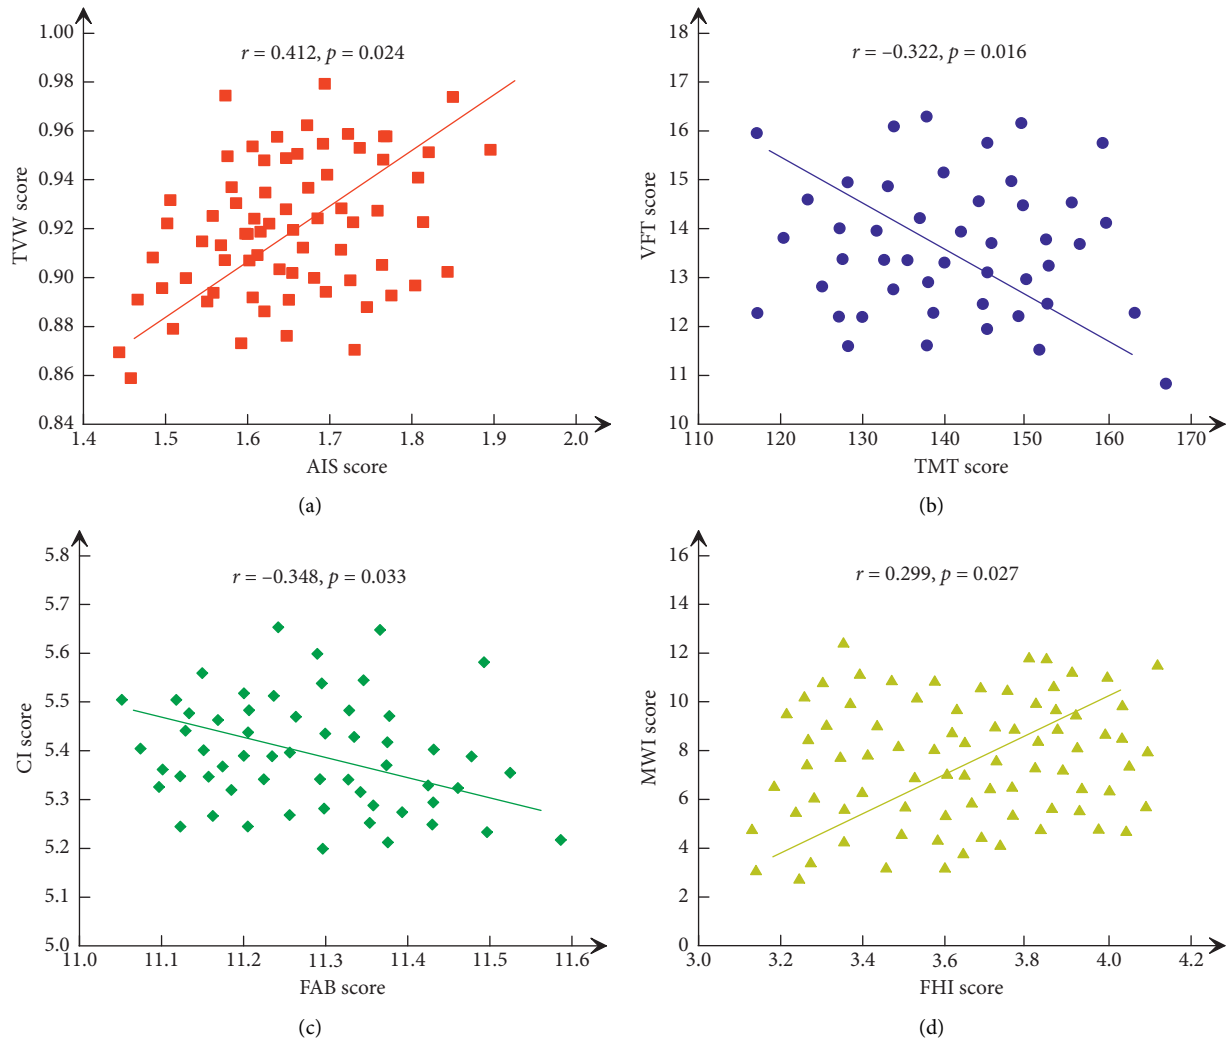 r = 0.412, p = 0.024
TVW score
1.00
0.98
0.96
0.94
0.92
0.90
0.88
0.86
0.84
1.4 1.5 1.6 1.7 1.8 1.9 2.0
AIS score
(a)
r = –0.322, p = 0.016
VFT score
18
17
16
15
14
13
12
11
10
110 120 130 140 150 160 170
TMT score
(b)
r = –0.348, p = 0.033
CI score
5.8
5.7
5.6
5.5
5.4
5.3
5.2
5.1
5.0
11.0 11.1 11.2 11.3 11.4 11.5 11.6
FAB score
(c)
r = 0.299, p = 0.027
MWI score
16
14
12
10
8
6
4
2
0
3.0 3.2 3.4 3.6 3.8 4.0 4.2
FHI score
(d)